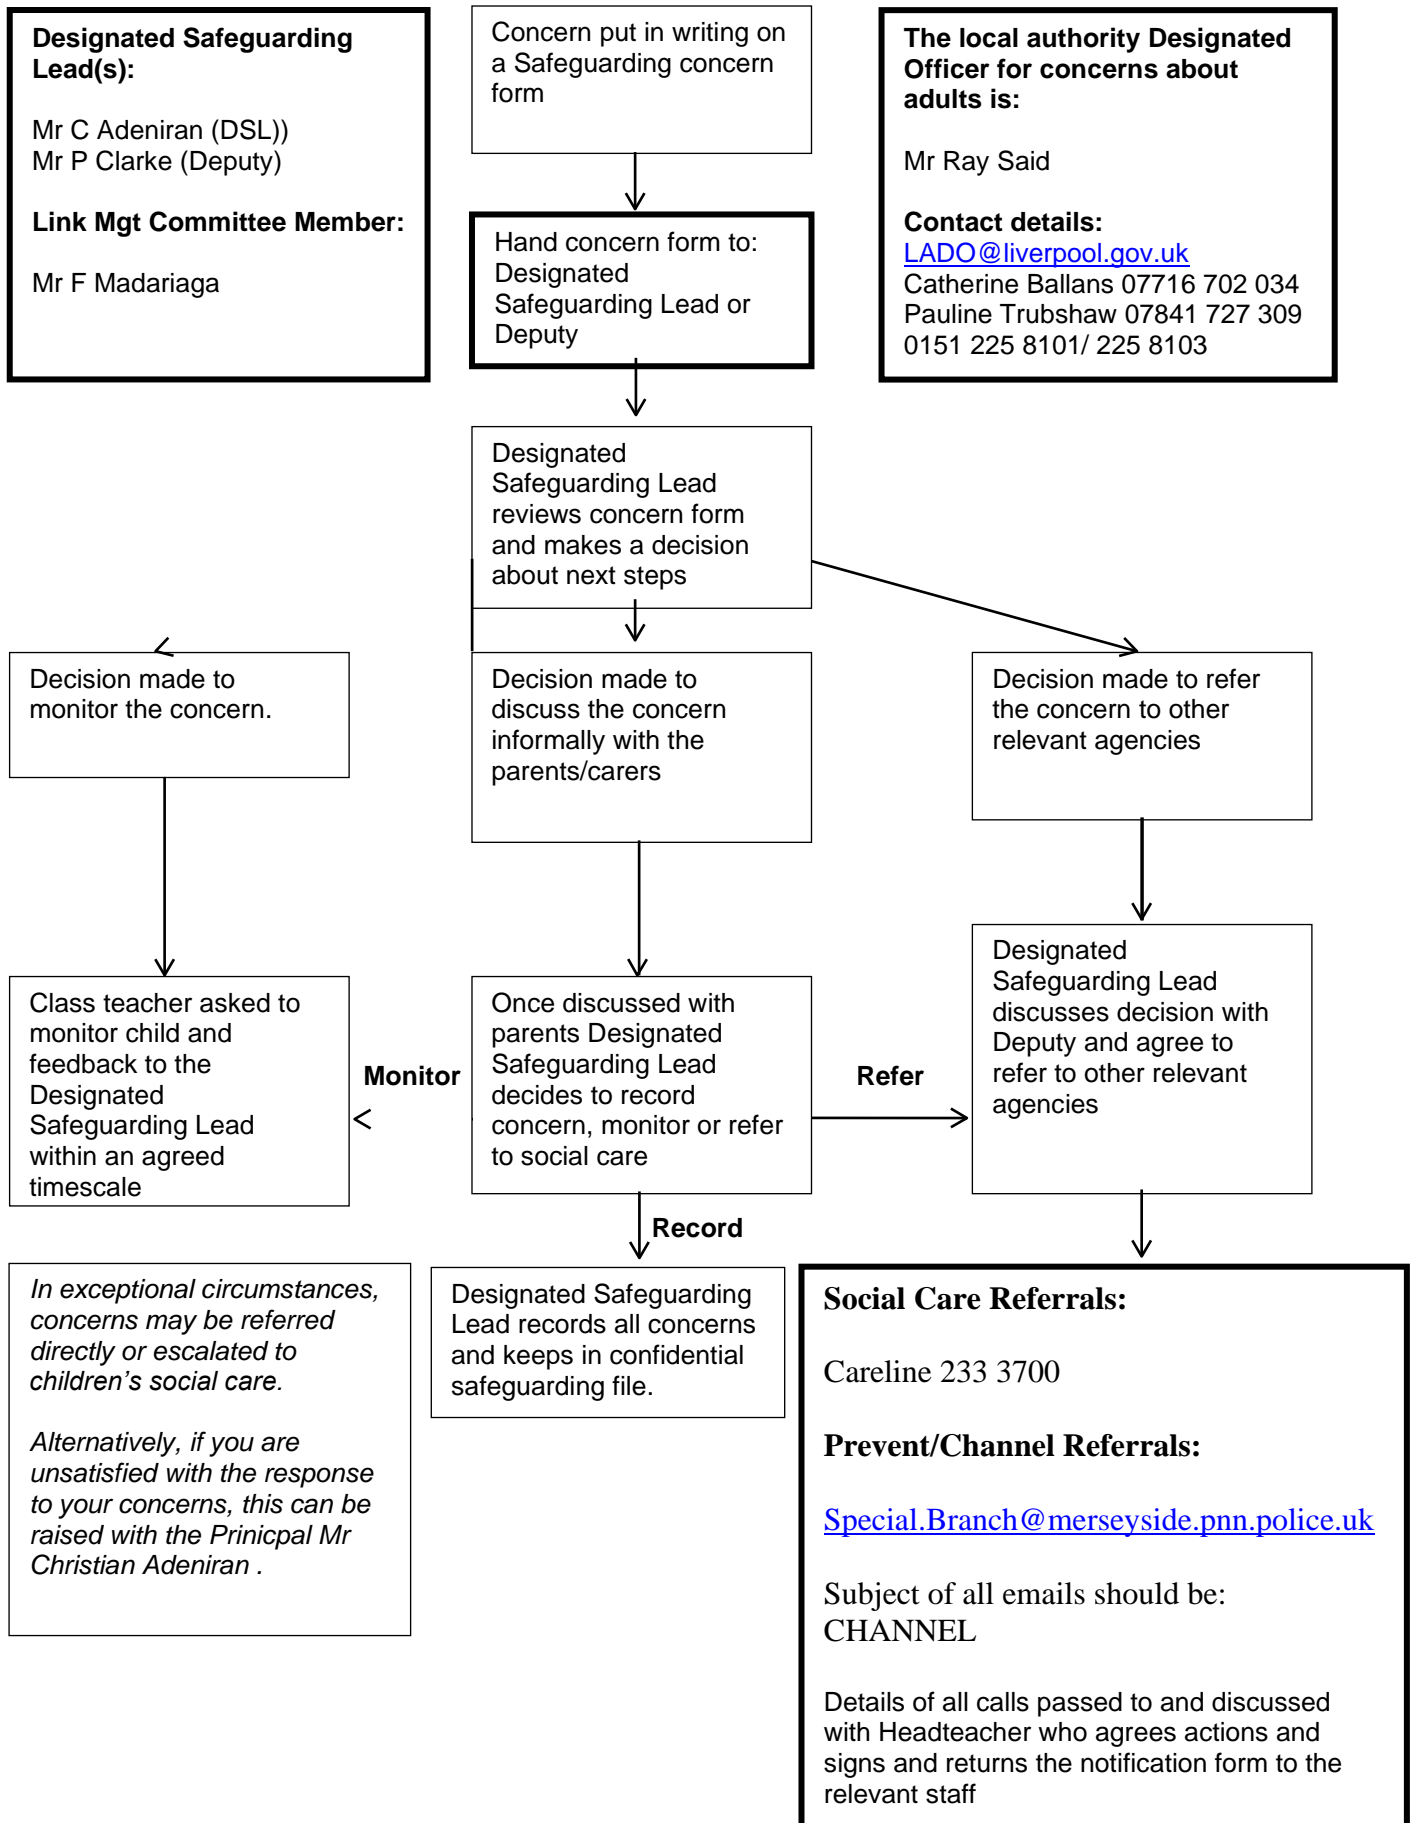 Designated Safeguarding
Lead(s):
Mr C Adeniran (DSL))
Mr P Clarke (Deputy)
Link Mgt Committee Member:
Mr F Madariaga
Concern put in writing on
a Safeguarding concern
form
The local authority Designated
Officer for concerns about
adults is:
Mr Ray Said
Contact details:
LADO@liverpool.gov.uk
Catherine Ballans 07716 702 034
Pauline Trubshaw 07841 727 309
0151 225 8101/ 225 8103
Hand concern form to:
Designated
Safeguarding Lead or
Deputy
Designated
Safeguarding Lead
reviews concern form
and makes a decision
about next steps
Decision made to
monitor the concern.
Decision made to
discuss the concern
informally with the
parents/carers
Decision made to refer
the concern to other
relevant agencies
Class teacher asked to
monitor child and
feedback to the
Designated
Safeguarding Lead
within an agreed
timescale
Monitor
Once discussed with
parents Designated
Safeguarding Lead
decides to record
concern, monitor or refer
to social care
Refer
Designated
Safeguarding Lead
discusses decision with
Deputy and agree to
refer to other relevant
agencies
Record
In exceptional circumstances,
concerns may be referred
directly or escalated to
children’s social care.
Alternatively, if you are
unsatisfied with the response
to your concerns, this can be
raised with the Prinicpal Mr
Christian Adeniran .
Designated Safeguarding
Lead records all concerns
and keeps in confidential
safeguarding file.
Social Care Referrals:
Careline 233 3700
Prevent/Channel Referrals:
Special.Branch@merseyside.pnn.police.uk
Subject of all emails should be:
CHANNEL
Details of all calls passed to and discussed
with Headteacher who agrees actions and
signs and returns the notification form to the
relevant staff